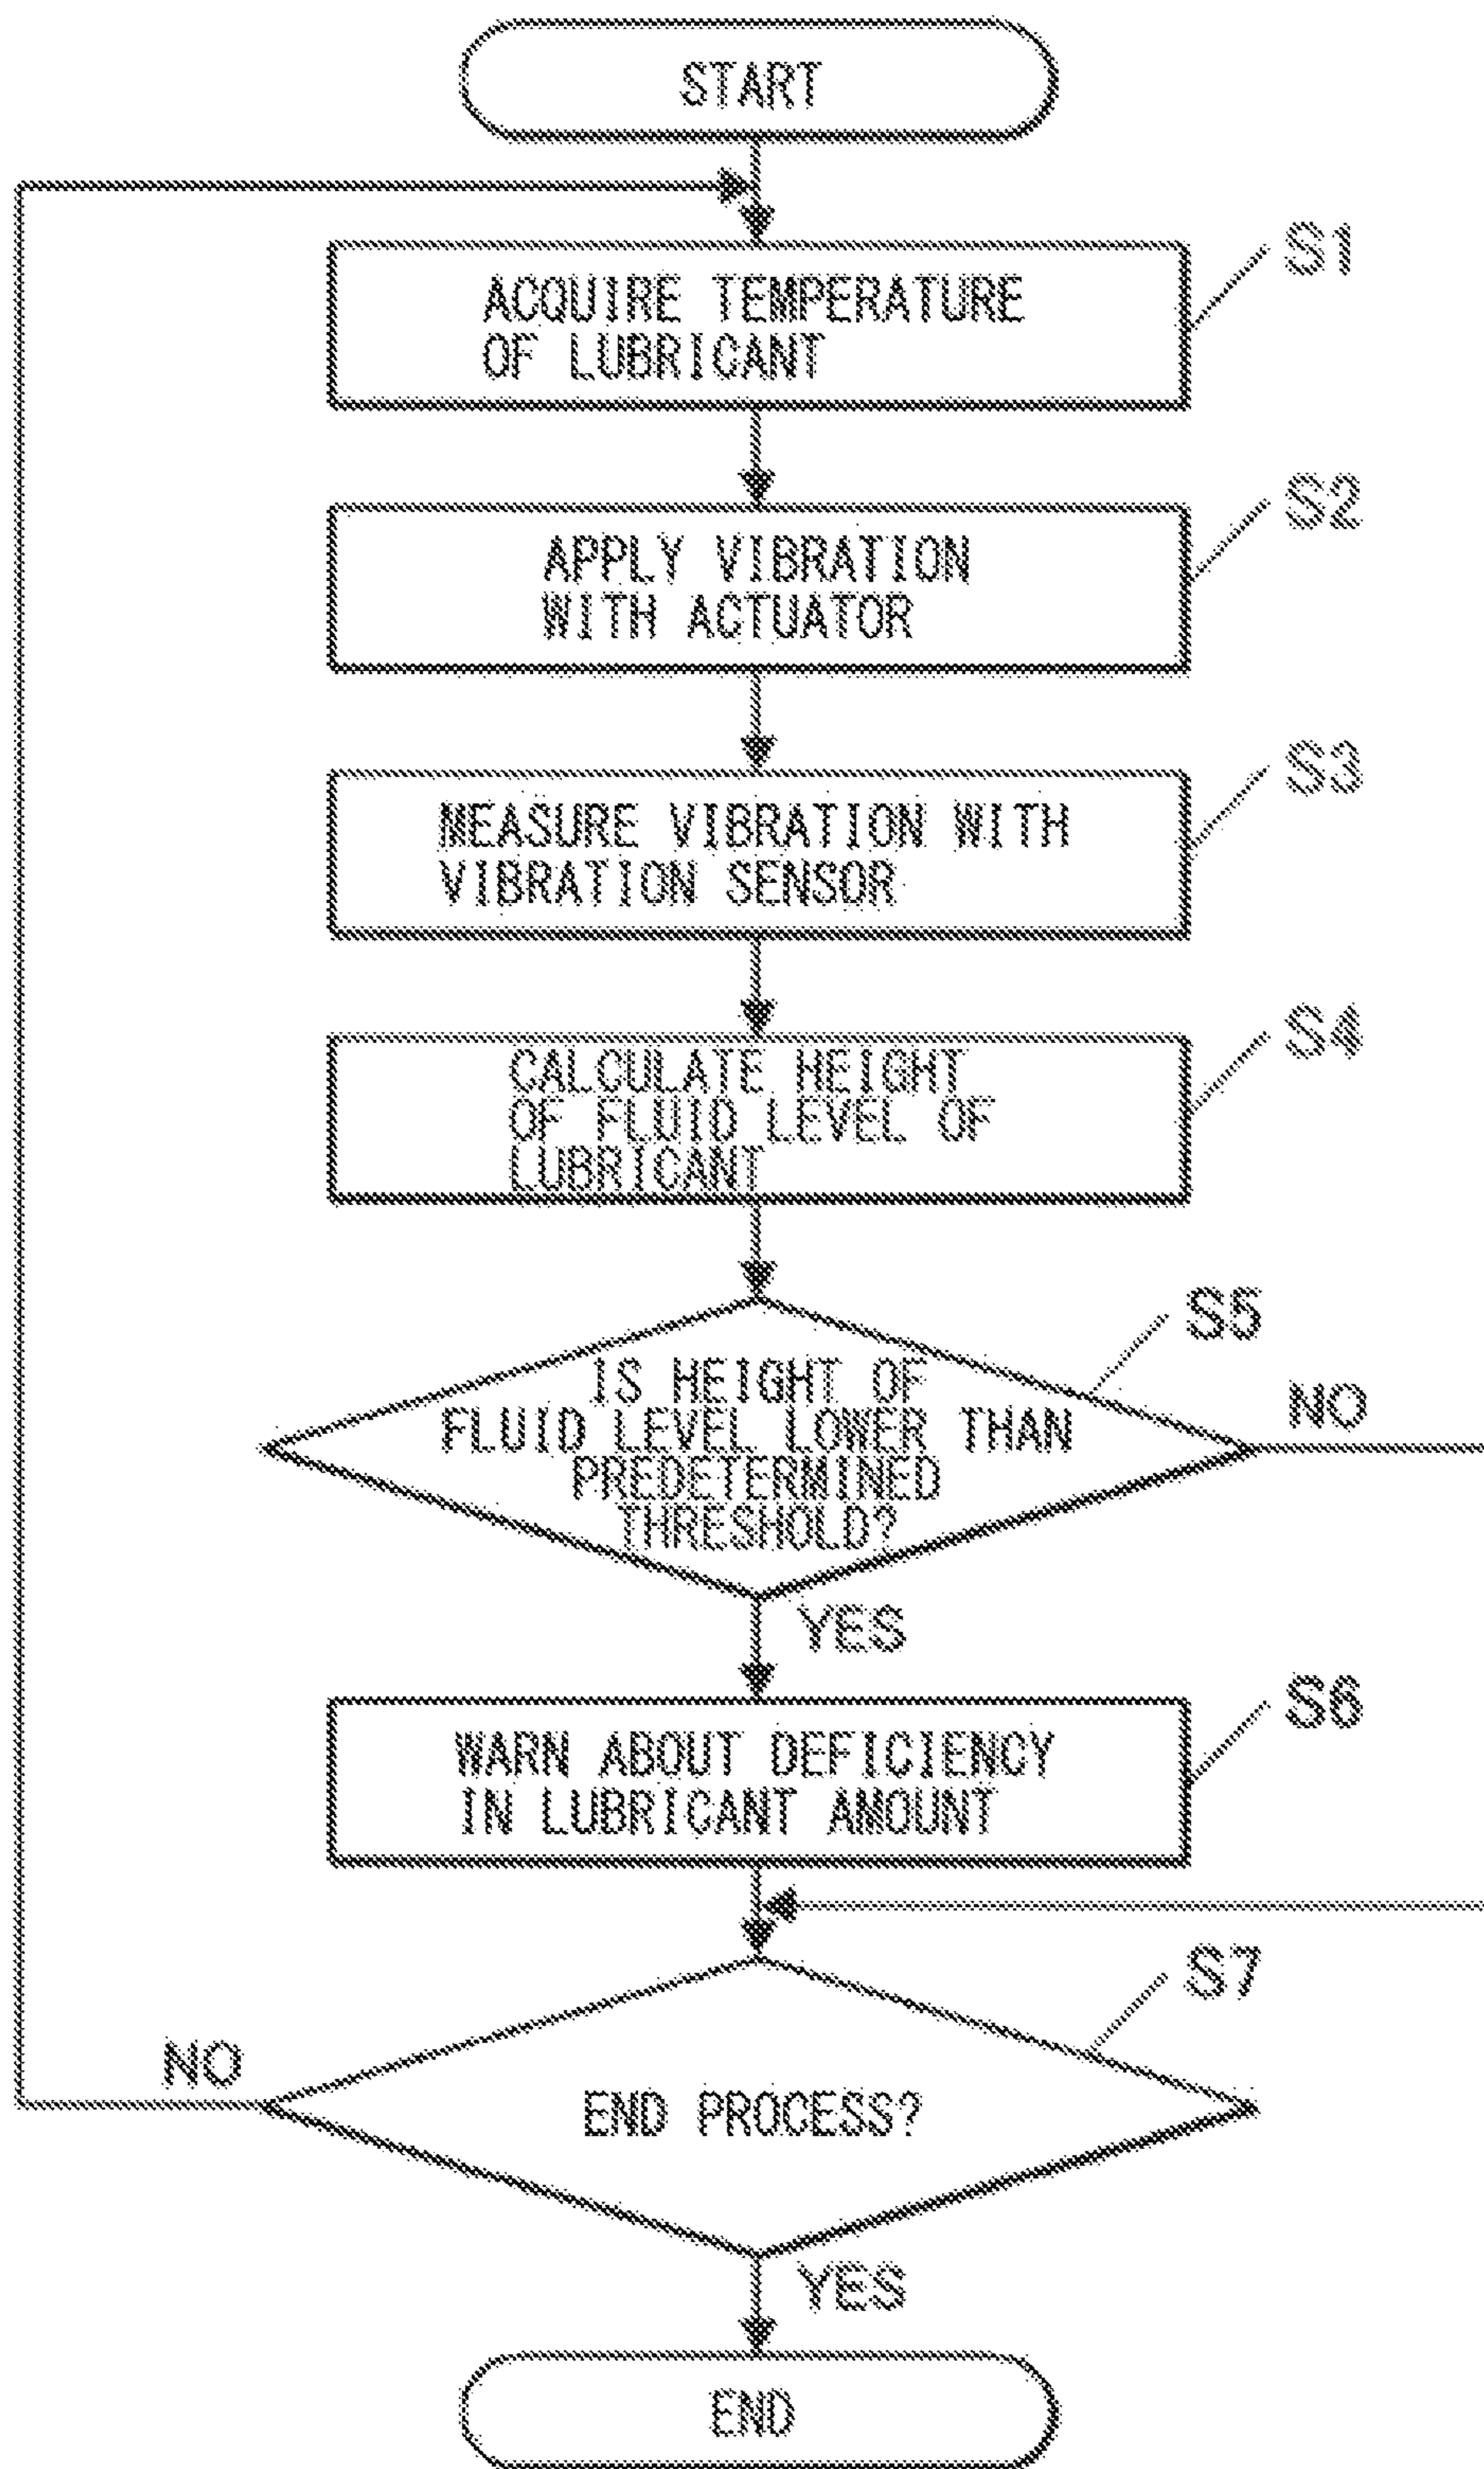 START
ACQUIRE TEMPERATURE
OF LUBRICANT
S1
APPLY VIBRATION
WITH ACTUATOR
S2
MEASURE VIBRATION WITH
VIBRATION SENSOR
S3
CALCULATE HEIGHT
OF FLUID LEVEL OF
LUBRICANT
S4
IS HEIGHT OF
FLUID LEVEL LOWER THAN
PREDETERMINED
THRESHOLD?
S5
NO
YES
WARN ABOUT DEFICIENCY
IN LUBRICANT AMOUNT
S6
END PROCESS?
S7
NO
YES
END